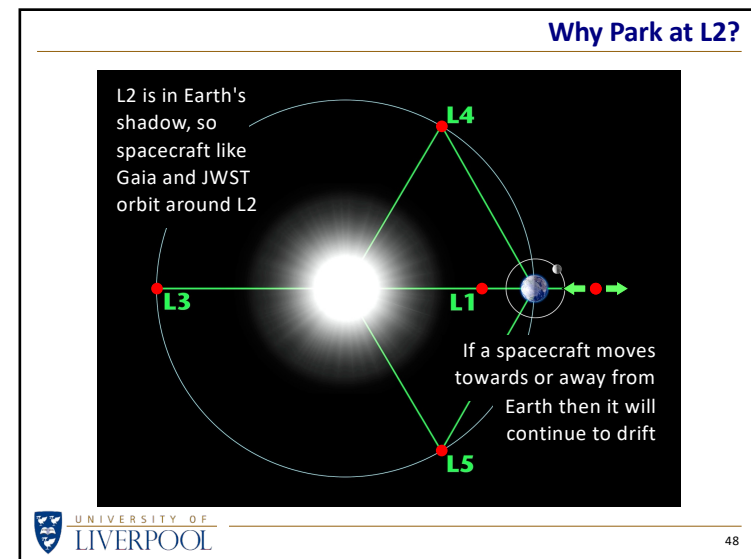 Why Park at L2?
L2 is in Earth's
shadow, so
spacecraft like
Gaia and JWST
orbit around L2
L4
L3
L1
If a spacecraft moves
towards or away from
Earth then it will
continue to drift
L5
UNIVERSITY OF
LIVERPOOL
48